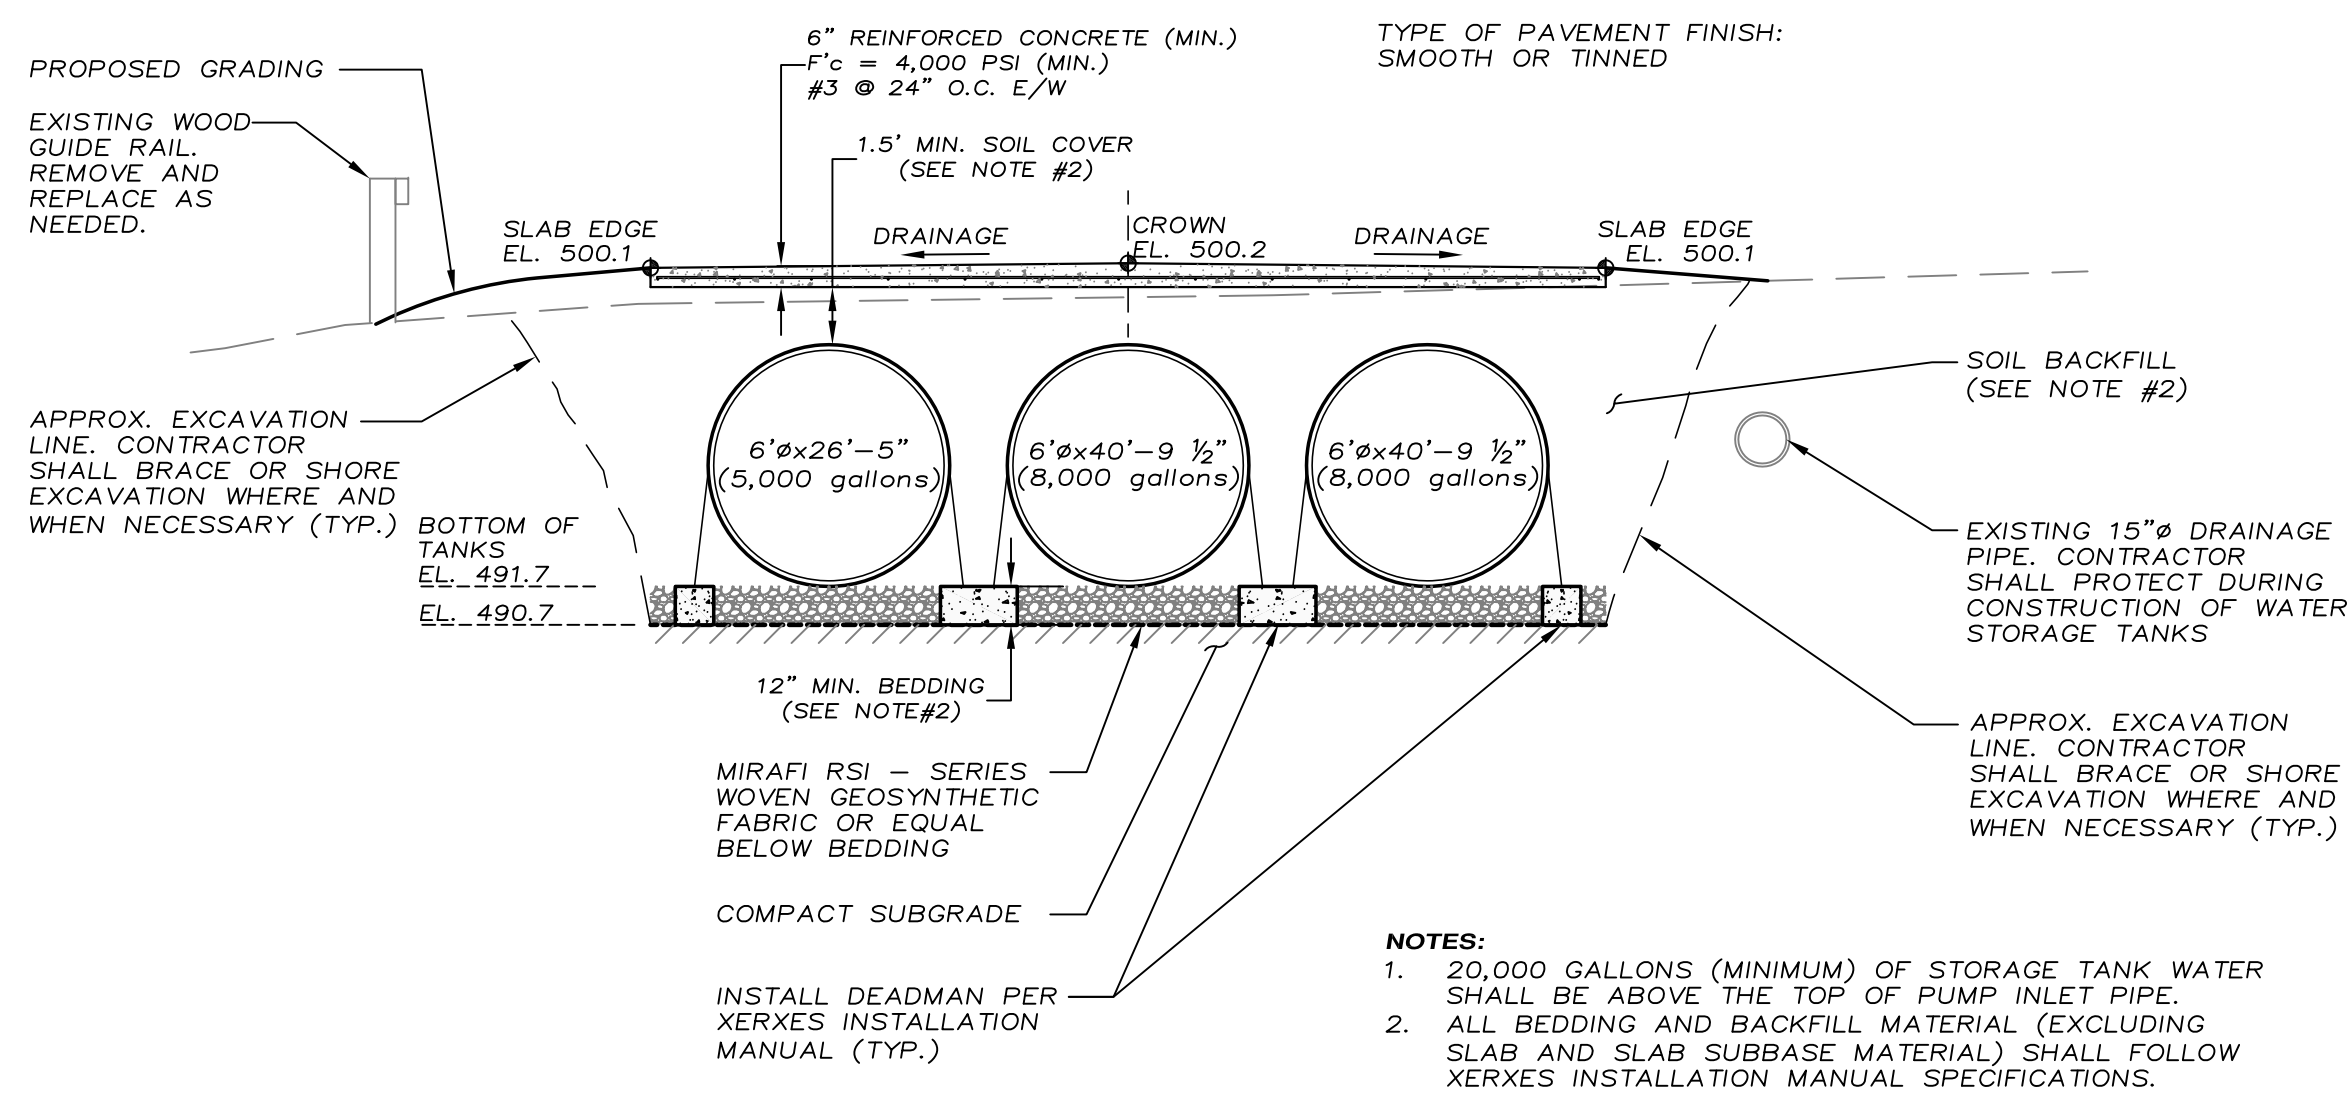 6” REINFORCED CONCRETE (MIN.)
F’c = 4,000 PSI (MIN.)
#3 @ 24” O.C. E/W
TYPE OF PAVEMENT FINISH:
SMOOTH OR TINNED
PROPOSED GRADING
EXISTING WOOD
GUIDE RAIL.
REMOVE AND
REPLACE AS
NEEDED.
1.5’ MIN. SOIL COVER
(SEE NOTE #2)
SLAB EDGE
EL. 500.1
DRAINAGE
CROWN
EL. 500.2
DRAINAGE
SLAB EDGE
EL. 500.1
APPROX. EXCAVATION
LINE. CONTRACTOR
SHALL BRACE OR SHORE
EXCAVATION WHERE AND
WHEN NECESSARY (TYP.)
6’øx26’-5”
(5,000 gallons)
6’øx40’-9 ½”
(8,000 gallons)
6’øx40’-9 ½”
(8,000 gallons)
SOIL BACKFILL
(SEE NOTE #2)
BOTTOM OF
TANKS
EL. 491.7
EL. 490.7
EXISTING 15”ø DRAINAGE
PIPE. CONTRACTOR
SHALL PROTECT DURING
CONSTRUCTION OF WATER
STORAGE TANKS
12” MIN. BEDDING
(SEE NOTE#2)
APPROX. EXCAVATION
LINE. CONTRACTOR
SHALL BRACE OR SHORE
EXCAVATION WHERE AND
WHEN NECESSARY (TYP.)
MIRAFI RSI – SERIES
WOVEN GEOSYNTHETIC
FABRIC OR EQUAL
BELOW BEDDING
COMPACT SUBGRADE
INSTALL DEADMAN PER
XERXES INSTALLATION
MANUAL (TYP.)
NOTES:
1. 20,000 GALLONS (MINIMUM) OF STORAGE TANK WATER
SHALL BE ABOVE THE TOP OF PUMP INLET PIPE.
2. ALL BEDDING AND BACKFILL MATERIAL (EXCLUDING
SLAB AND SLAB SUBBASE MATERIAL) SHALL FOLLOW
XERXES INSTALLATION MANUAL SPECIFICATIONS.